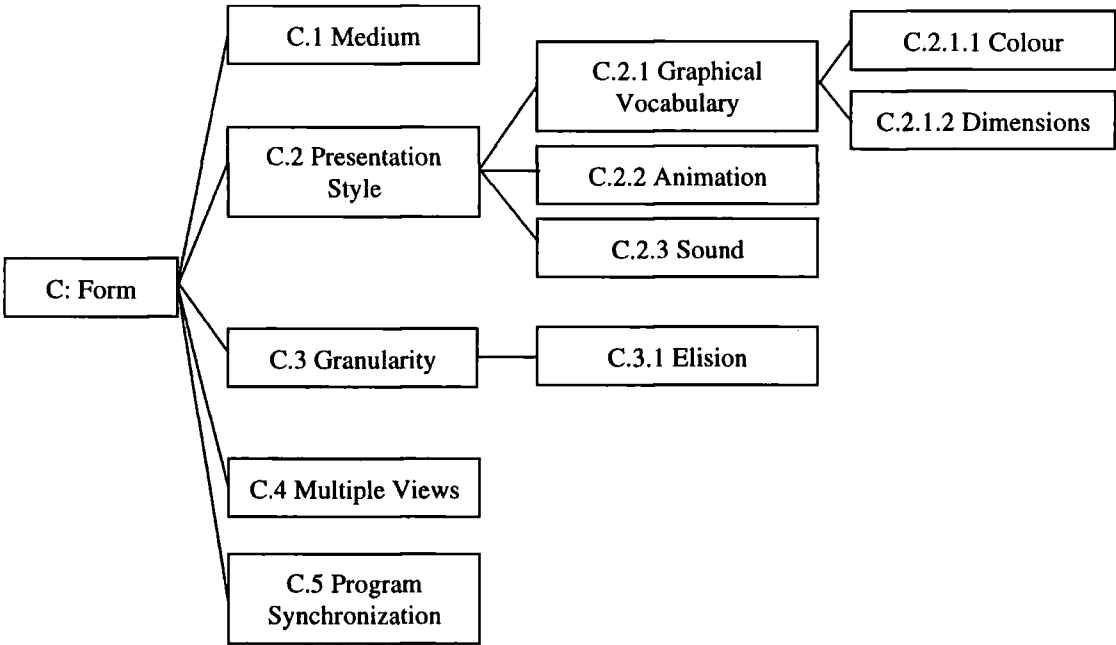 C: Form
C.1 Medium
C.2 Presentation
Style
C.2.1 Graphical
Vocabulary
C.2.1.1 Colour
C.2.1.2 Dimensions
C.2.2 Animation
C.2.3 Sound
C.3 Granularity
C.3.1 Elision
C.4 Multiple Views
C.5 Program
Synchronization